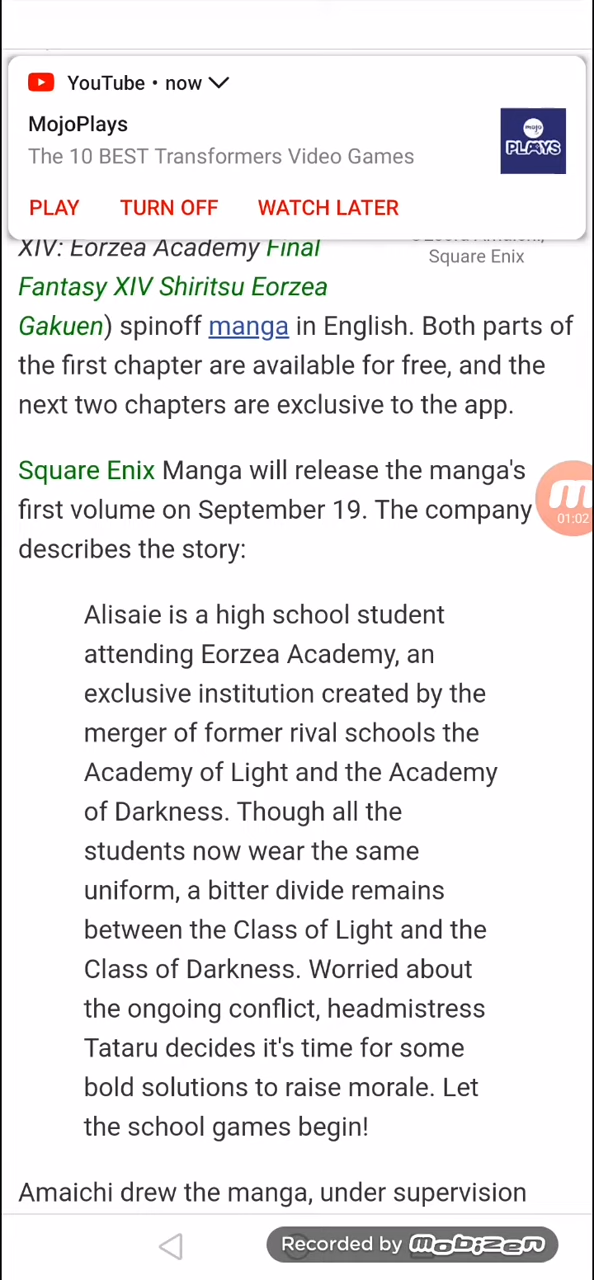 YouTube • now
MojoPlays
The 10 BEST Transformers Video Games
mojo
PLAYS
PLAY TURN OFF WATCH LATER
XIV: Eorzea Academy Final
Square Enix
Fantasy XIV Shiritsu Eorzea
Gakuen) spinoff manga in English. Both parts of
the first chapter are available for free, and the
next two chapters are exclusive to the app.
Square Enix Manga will release the manga's
first volume on September 19. The company
01:02
describes the story:
Alisaie is a high school student
attending Eorzea Academy, an
exclusive institution created by the
merger of former rival schools the
Academy of Light and the Academy
of Darkness. Though all the
students now wear the same
uniform, a bitter divide remains
between the Class of Light and the
Class of Darkness. Worried about
the ongoing conflict, headmistress
Tataru decides it's time for some
bold solutions to raise morale. Let
the school games begin!
Amaichi drew the manga, under supervision
Recorded by mobizen